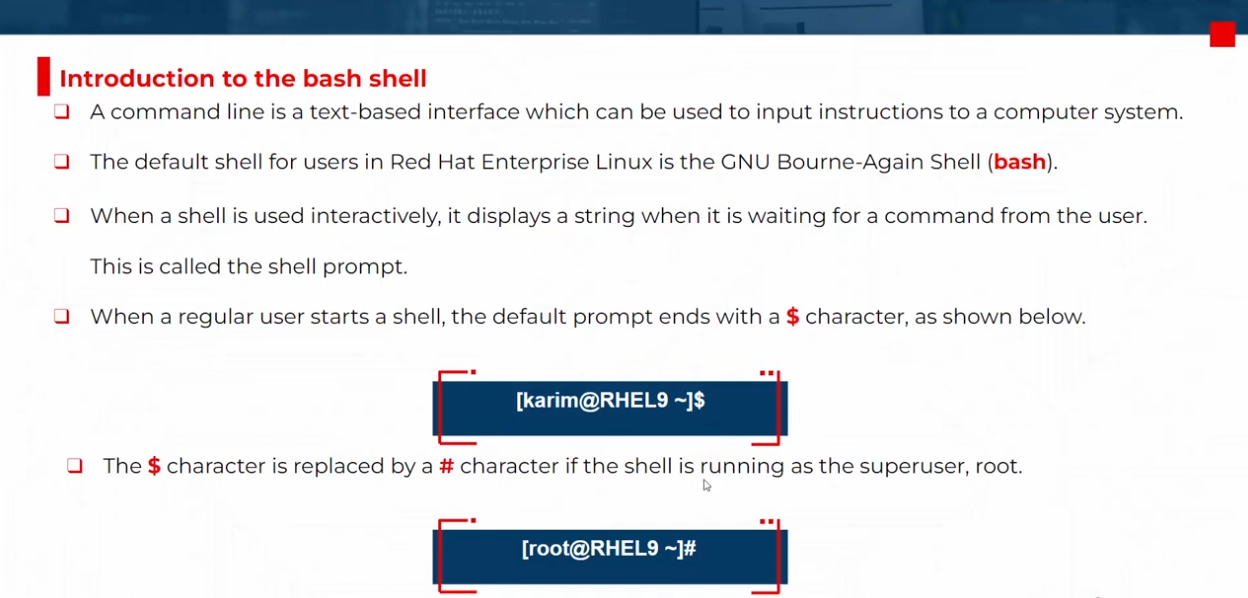 Introduction to the bash shell
A command line is a text-based interface which can be used to input instructions to a computer system.
The default shell for users in Red Hat Enterprise Linux is the GNU Bourne-Again Shell (bash).
When a shell is used interactively, it displays a string when it is waiting for a command from the user.
This is called the shell prompt.
When a regular user starts a shell, the default prompt ends with a $ character, as shown below.
[karim@RHEL9 ~]$
The $ character is replaced by a # character if the shell is running as the superuser, root.
[root@RHEL9 ~]#